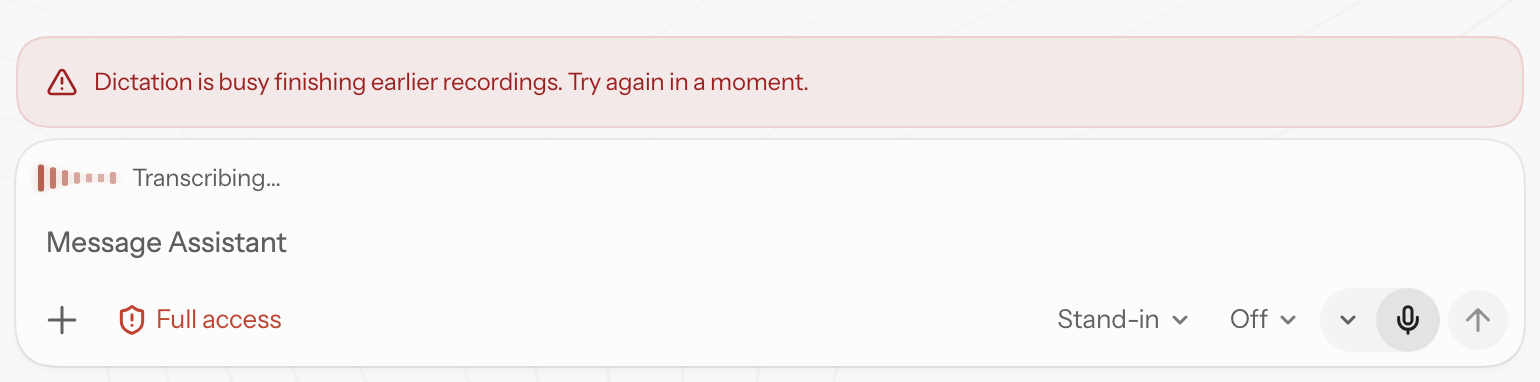 Dictation is busy finishing earlier recordings. Try again in a moment.
Transcribing...
Message Assistant
Full access Stand-in Off